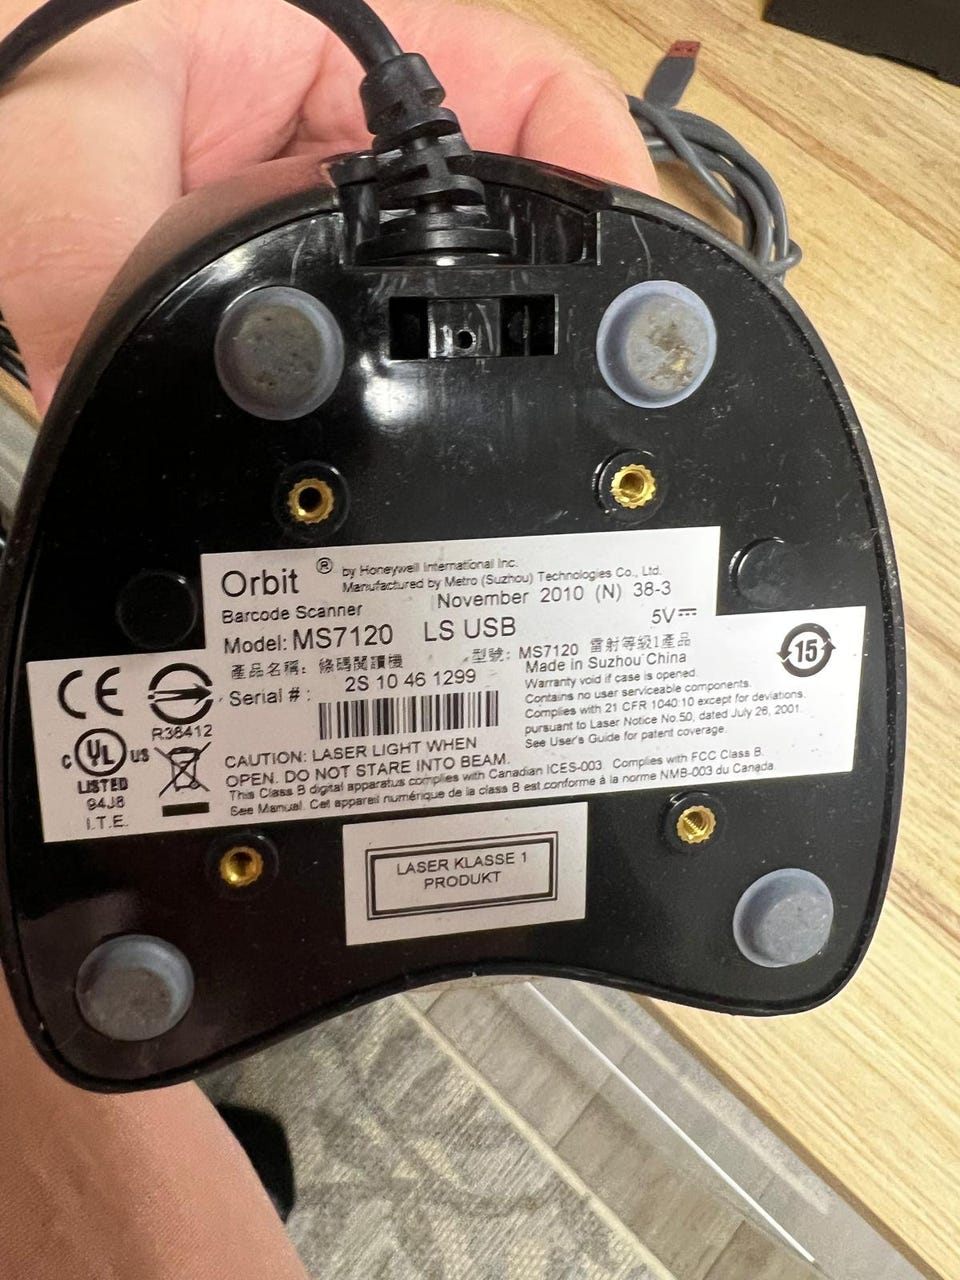 Orbit ® by Honeywell International Inc.
Manufactured by Metro (Suzhou) Technologies Co., Ltd.
Barcode Scanner
November 2010 (N) 38-3
Model: MS7120 LS USB
5V
產品名稱: 條碼閱讀機
型號: MS7120 雷射等級1產品
Serial #: 2S 10 46 1299
Made in Suzhou China
Warranty void if case is opened.
Contains no user serviceable components.
Complies with 21 CFR 1040.10 except for deviations
pursuant to Laser Notice No.50, dated July 26, 2001.
See User's Guide for patent coverage.
15
CE
R38412
c UL US
LISTED
94J8
I.T.E.
CAUTION: LASER LIGHT WHEN
OPEN. DO NOT STARE INTO BEAM.
This Class B digital apparatus complies with Canadian ICES-003. Complies with FCC Class B.
See Manual. Cet appareil numérique de la class B est conforme à la norme NMB-003 du Canada.
LASER KLASSE 1
PRODUKT